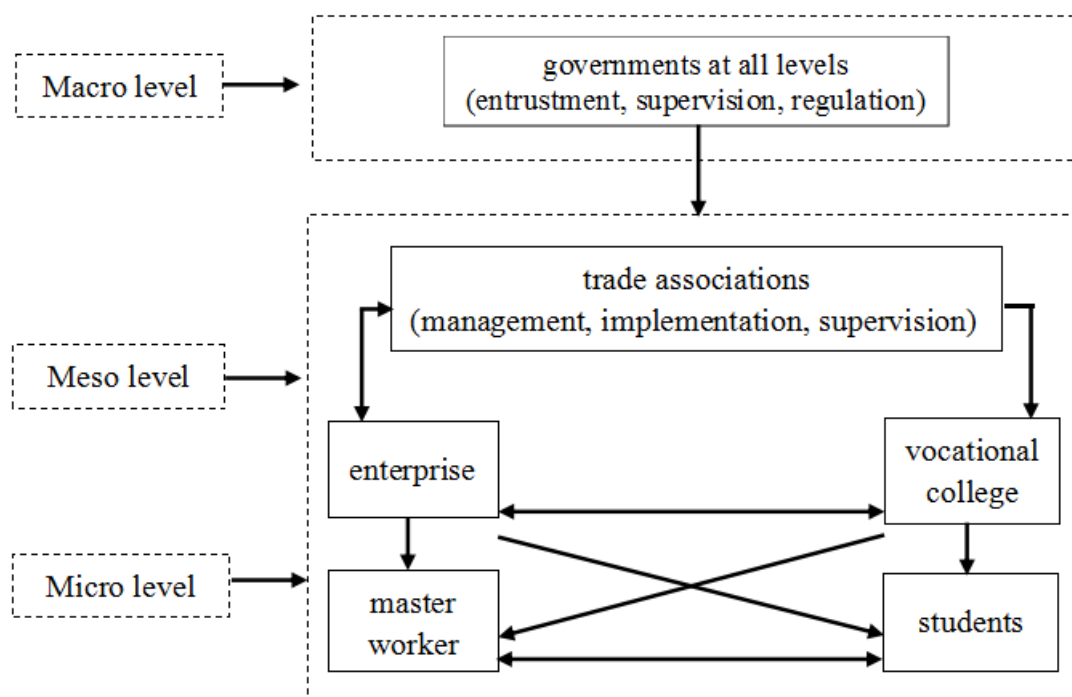 Macro level
governments at all levels
(entrustment, supervision, regulation)
trade associations
(management, implementation, supervision)
Meso level
enterprise
vocational
college
Micro level
master
worker
students